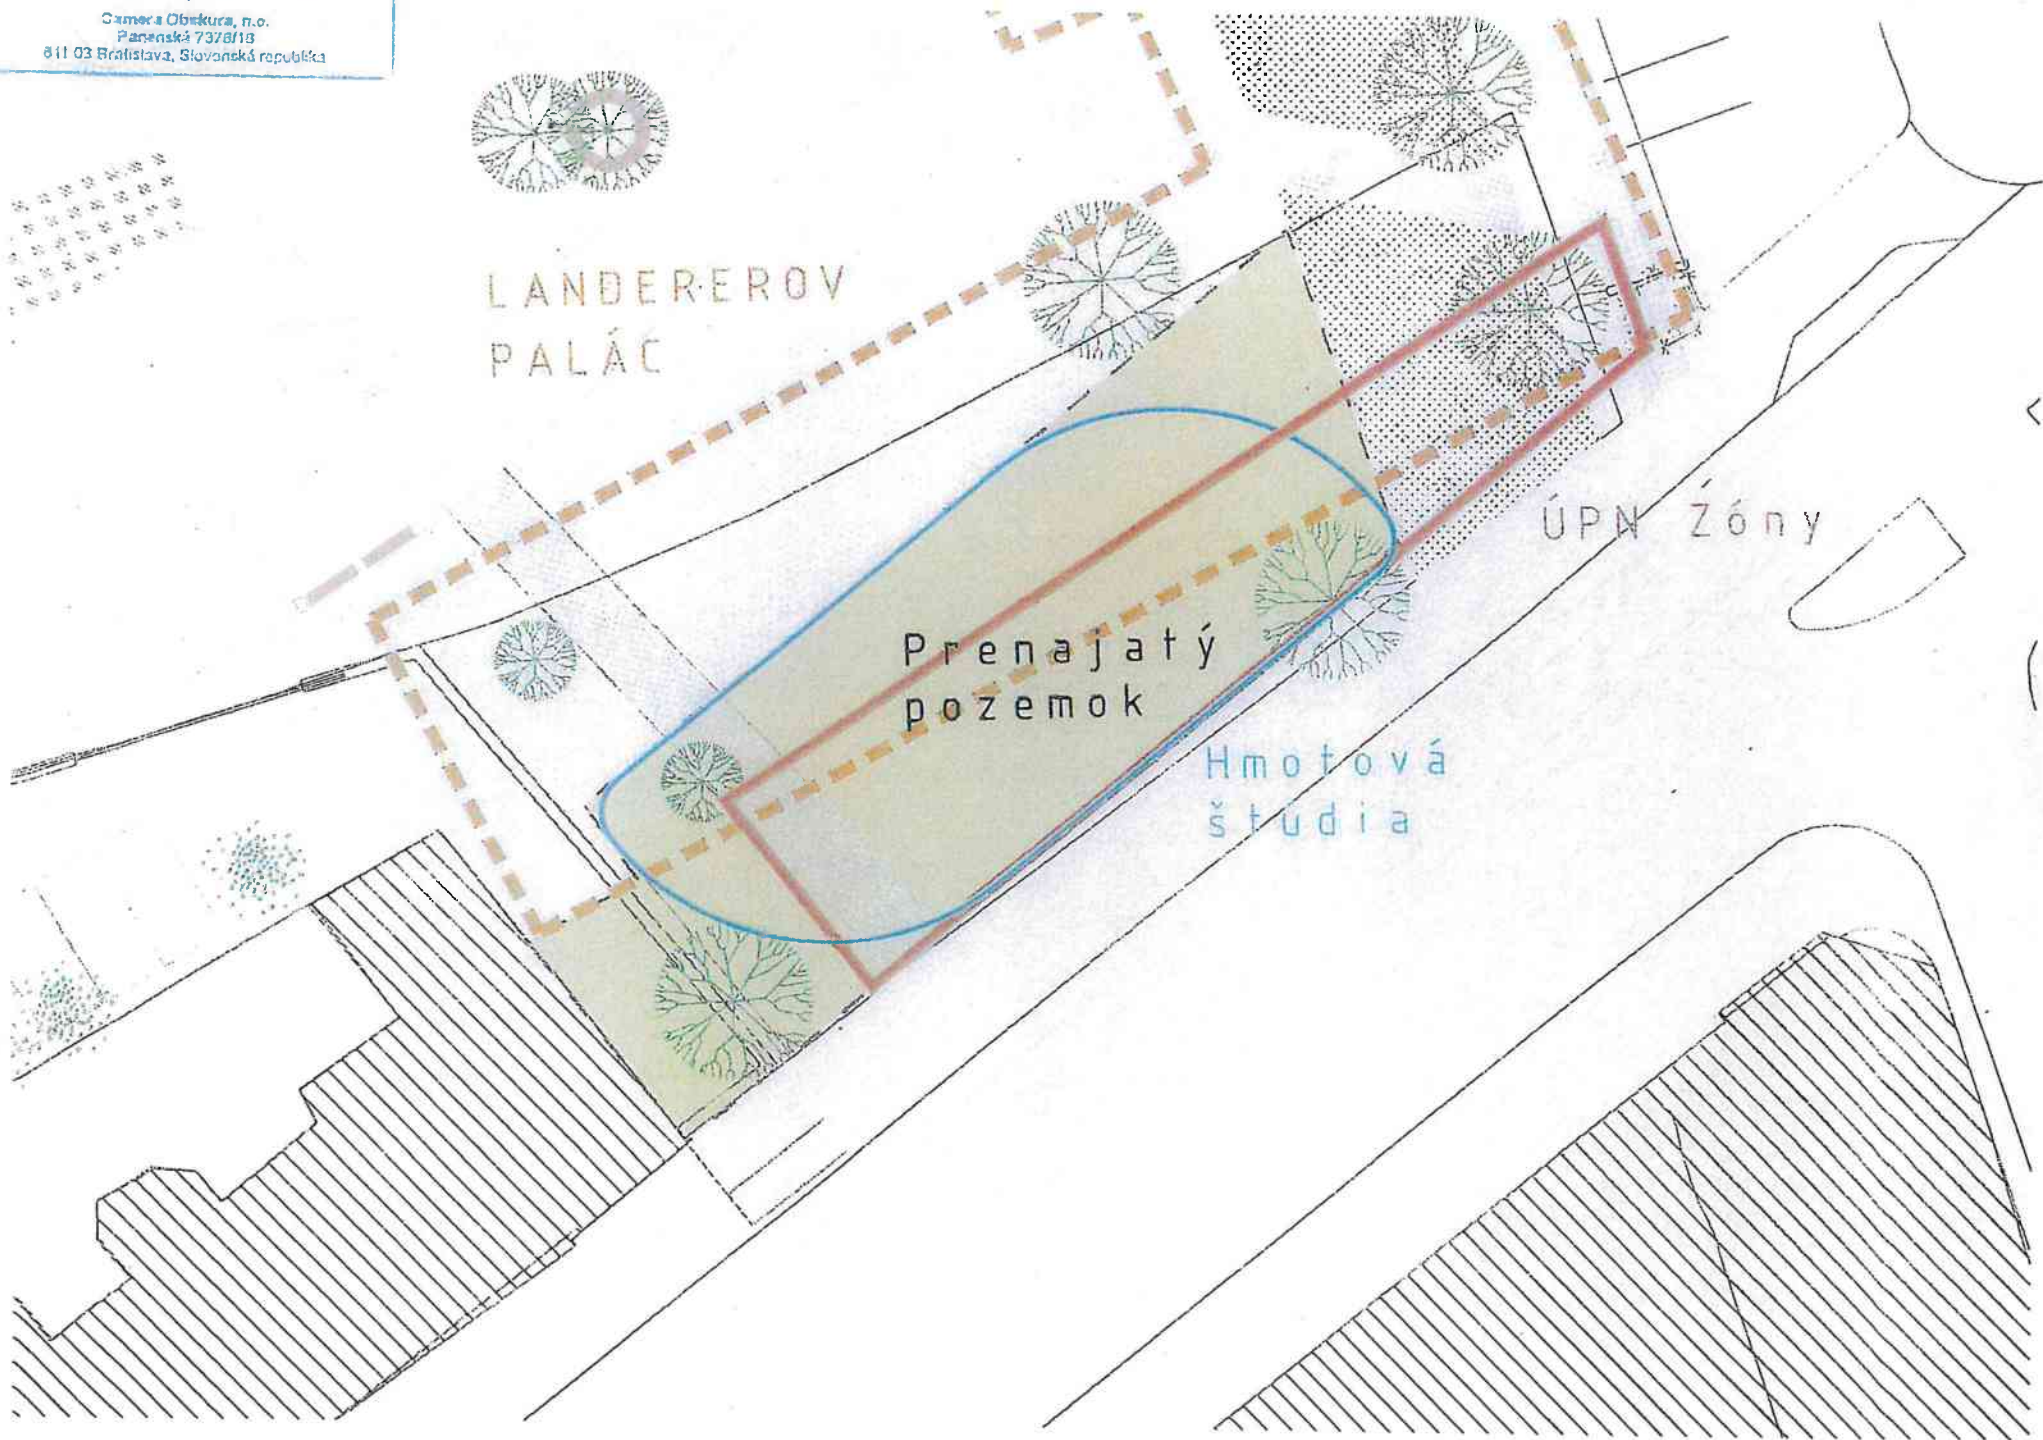 Camera Obskura, n.o.
Panenská 7378/18
811 03 Bratislava, Slovenská republika
LANDEREROV
PALÁC
ÚPN Zóny
Prenajatý
pozemok
Hmotová
štúdia